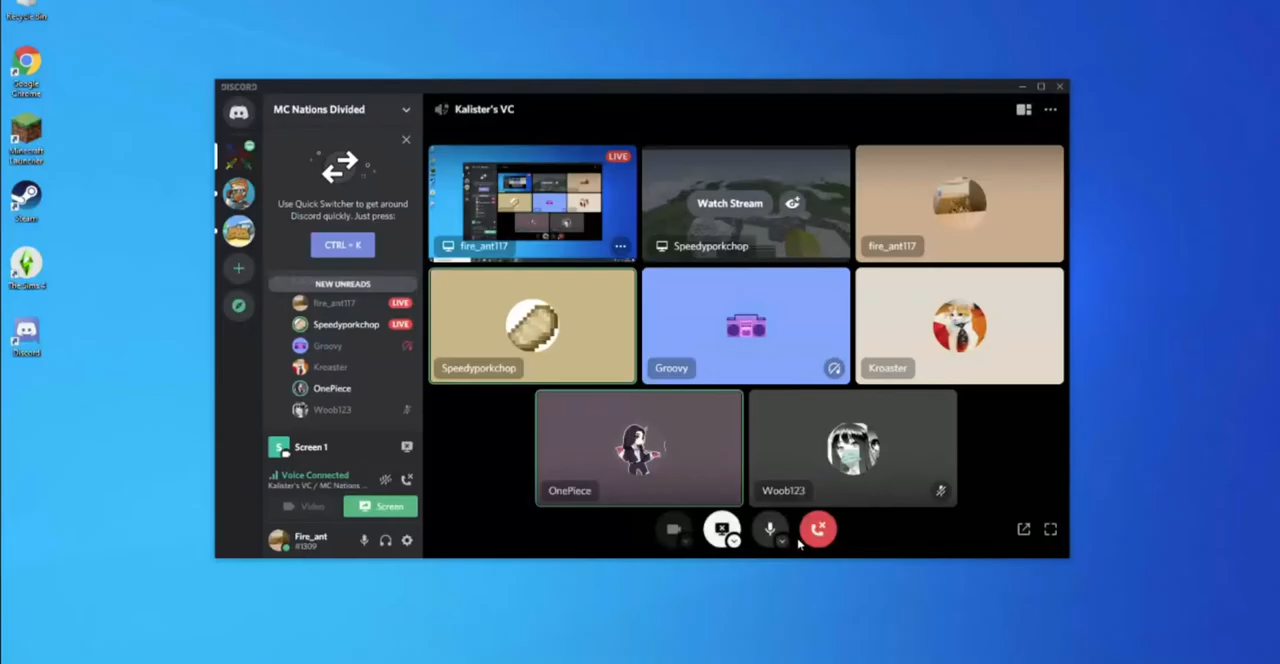 Recycle Bin
Google
Chrome
Minecraft
Launcher
Steam
The Sims 4
Discord
DISCORD
MC Nations Divided
Use Quick Switcher to get around
Discord quickly. Just press:
CTRL + K
NEW UNREADS
fire_ant117 LIVE
Speedyporkchop LIVE
Groovy
Kroaster
OnePiece
Woob123
S Screen 1
Voice Connected
Kalister's VC / MC Nations ...
Video Screen
Fire_ant
#1309
Kalister's VC
LIVE
fire_ant117
Watch Stream
Speedyporkchop
fire_ant117
Speedyporkchop
Groovy
Kroaster
OnePiece
Woob123